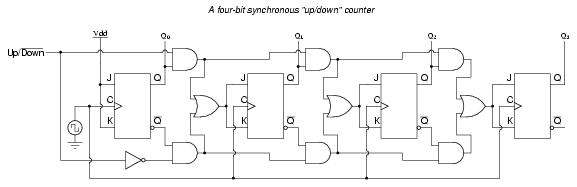 A four-bit synchronous "up/down" counter
Vdd Q0 Q1 Q2 Q3
Up/Down
J Q J Q J Q J Q
C C C C
K Q K Q K Q K Q